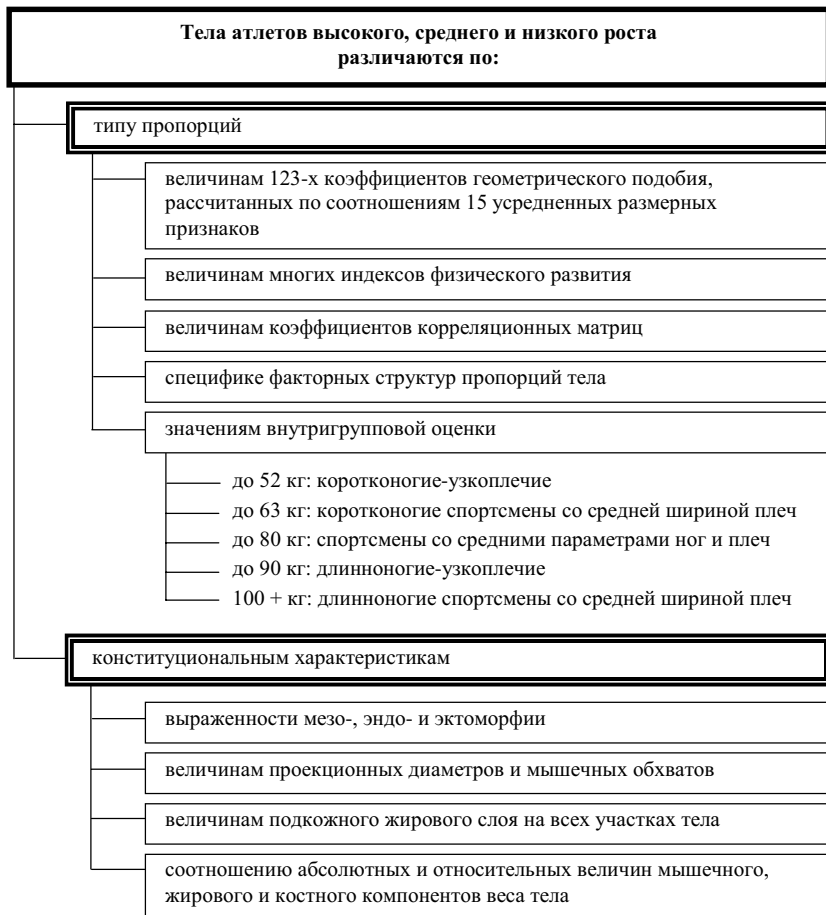 Тела атлетов высокого, среднего и низкого роста
различаются по:
типу пропорций
величинам 123-х коэффициентов геометрического подобия,
рассчитанных по соотношениям 15 усредненных размерных
признаков
величинам многих индексов физического развития
величинам коэффициентов корреляционных матриц
специфике факторных структур пропорций тела
значениям внутригрупповой оценки
до 52 кг: коротконогие-узкоплечие
до 63 кг: коротконогие спортсмены со средней шириной плеч
до 80 кг: спортсмены со средними параметрами ног и плеч
до 90 кг: длинноногие-узкоплечие
100 + кг: длинноногие спортсмены со средней шириной плеч
конституциональным характеристикам
выраженности мезо-, эндо- и эктоморфии
величинам проекционных диаметров и мышечных обхватов
величинам подкожного жирового слоя на всех участках тела
соотношению абсолютных и относительных величин мышечного,
жирового и костного компонентов веса тела